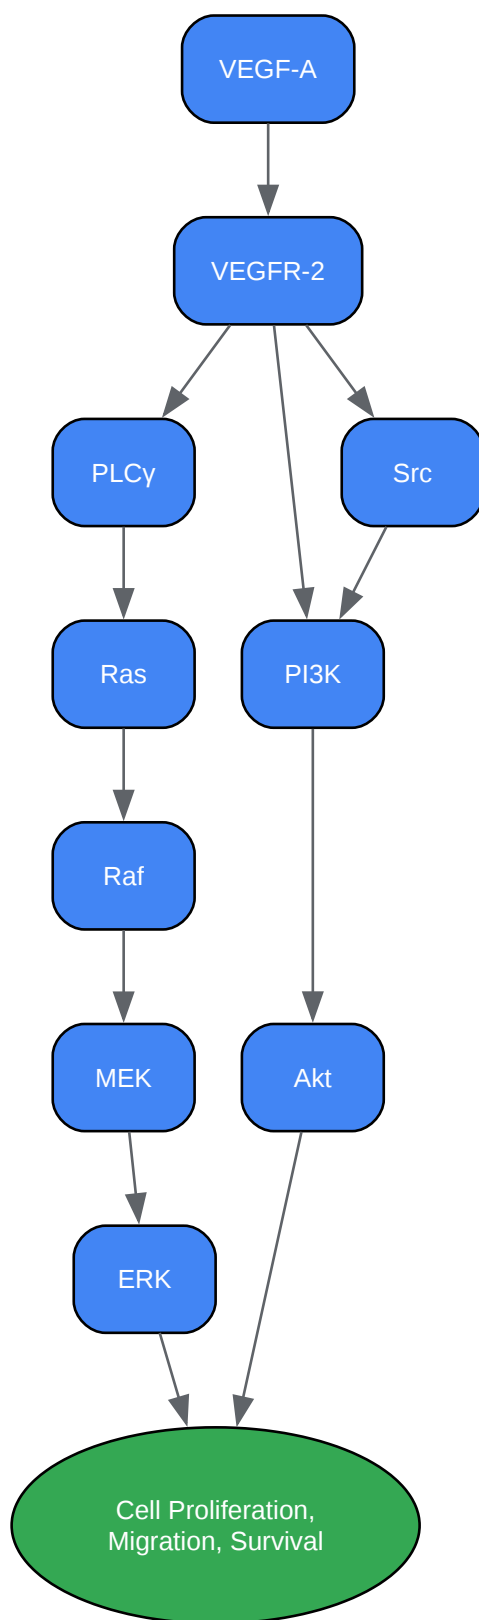 VEGF-A
VEGFR-2
PLCγ
Src
Ras
PI3K
Raf
MEK
Akt
ERK
Cell Proliferation,
Migration, Survival